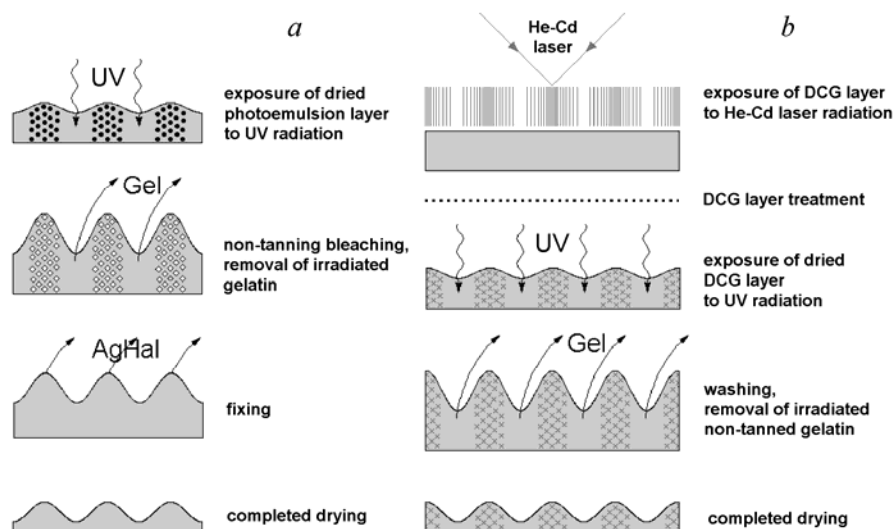 a
UV
exposure of dried
photoemulsion layer
to UV radiation
Gel
non-tanning bleaching,
removal of irradiated
gelatin
AgHal
fixing
completed drying
b
He-Cd
laser
exposure of DCG layer
to He-Cd laser radiation
DCG layer treatment
UV
exposure of dried
DCG layer
to UV radiation
Gel
washing,
removal of irradiated
non-tanned gelatin
completed drying